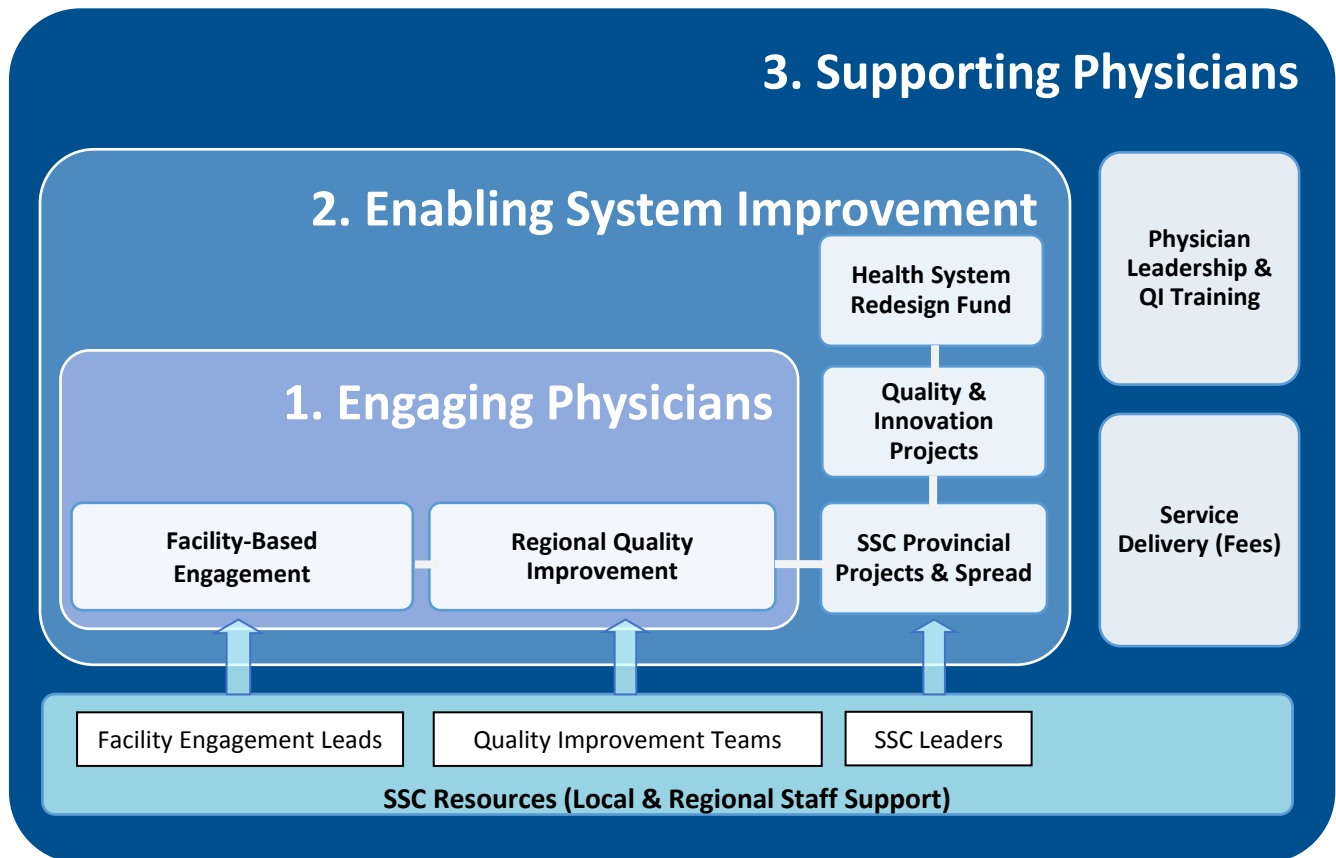 3. Supporting Physicians
2. Enabling System Improvement
Health System
Redesign Fund
Physician
Leadership &
QI Training
1. Engaging Physicians
Quality &
Innovation
Projects
Facility-Based
Engagement
Regional Quality
Improvement
SSC Provincial
Projects & Spread
Service
Delivery (Fees)
Facility Engagement Leads
Quality Improvement Teams
SSC Leaders
SSC Resources (Local & Regional Staff Support)